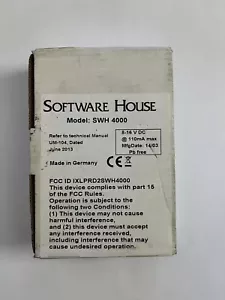 SOFTWARE HOUSE
Model: SWH 4000
Refer to technical Manual
UM-104, Dated
June 2013
8-16 V DC
@ 110mA max
MfgDate: 14/03
Pb free
Made in Germany
CE
FCC ID IXLPRD2SWH4000
This device complies with part 15
of the FCC Rules.
Operation is subject to the
following two Conditions:
(1) This device may not cause
harmful interference,
and (2) this device must accept
any interference received,
including interference that may
cause undesired operation.